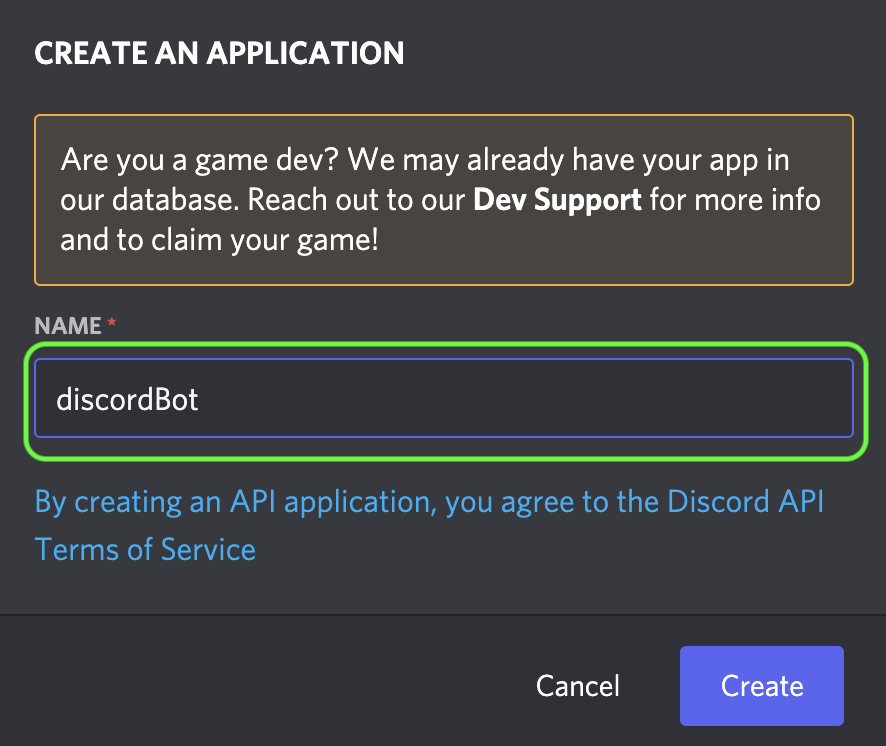 CREATE AN APPLICATION
Are you a game dev? We may already have your app in
our database. Reach out to our Dev Support for more info
and to claim your game!
NAME *
discordBot
By creating an API application, you agree to the Discord API
Terms of Service
Cancel
Create